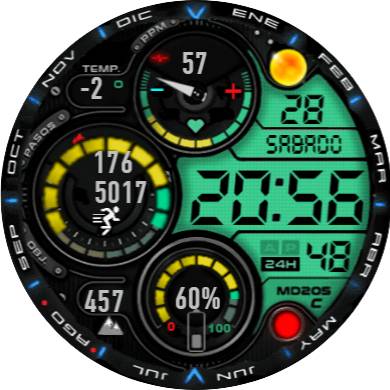 DIC
ENE
FEB
MAR
ABR
MAY
JUN
JUL
AGO
SEP
OCT
NOV
PPM
57
− +
TEMP.
-2 °
28
SABADO
PASOS
176
5017
20:56
A P
24H
48
MD205
C
457
60%
0 100